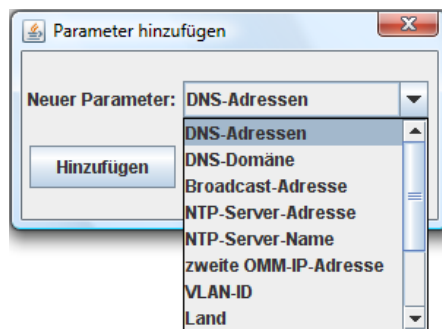 Parameter hinzufügen
Neuer Parameter: DNS-Adressen
DNS-Adressen
DNS-Domäne
Hinzufügen
Broadcast-Adresse
NTP-Server-Adresse
NTP-Server-Name
zweite OMM-IP-Adresse
VLAN-ID
Land